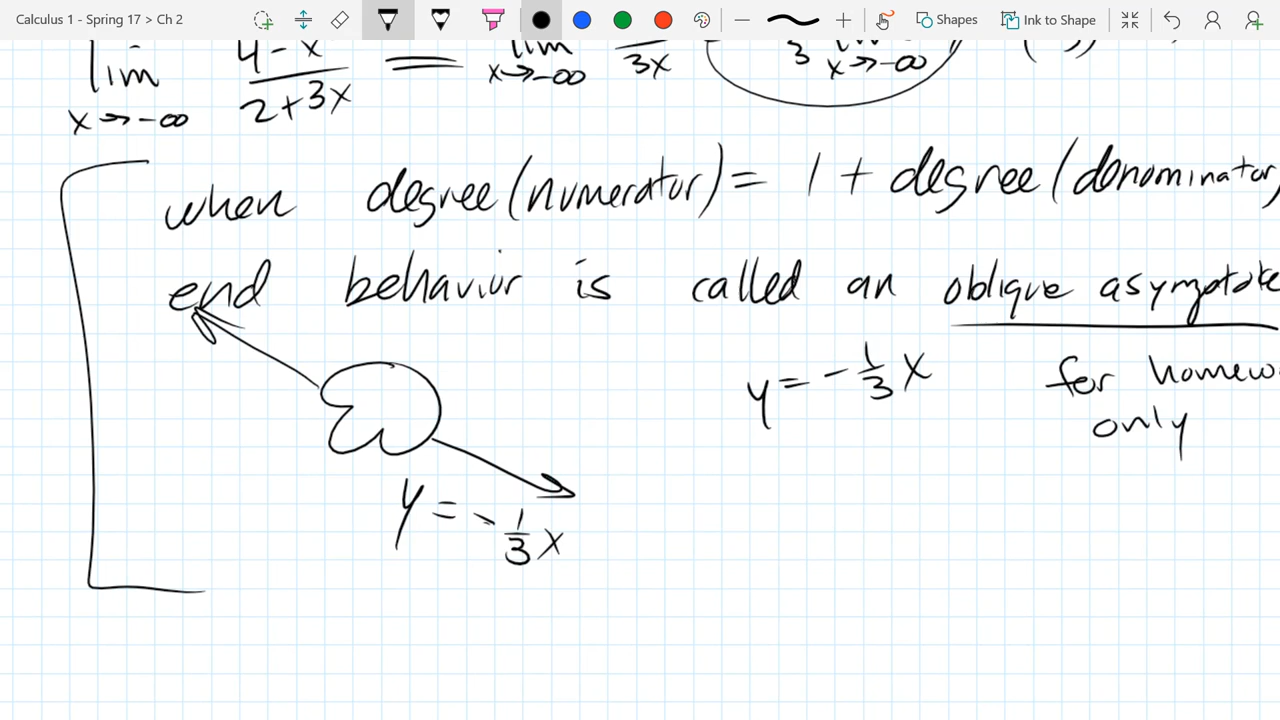 Calculus 1 - Spring 17 > Ch 2
Shapes
Ink to Shape
lim x→-∞ 4-x / 2+3x = lim x→-∞ / 3x 3 x→-∞
when degree(numerator) = 1 + degree(denominator
end behavior is called an oblique asymptote
y = -1/3 x
for homew
only
y = -1/3 x